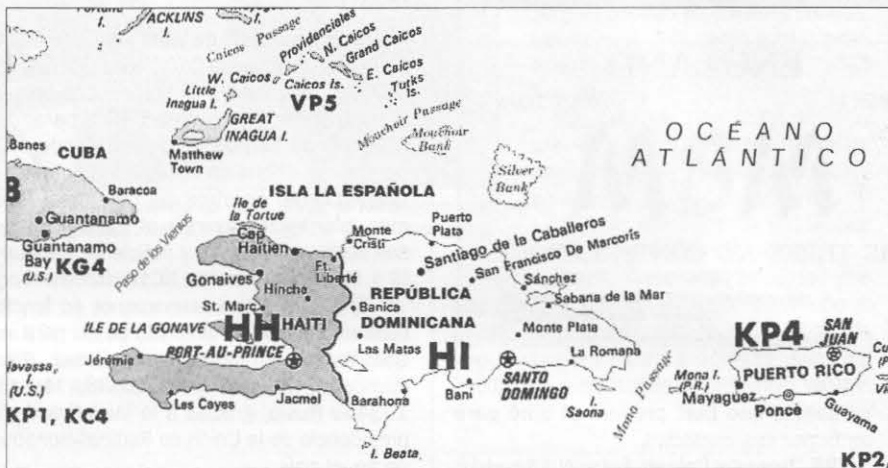 I.
ACKLINS
I.
Caicos Passage
Providenciales
N. Caicos
Grand Caicos
W. Caicos
E. Caicos
Little
Inagua I.
Caicos Is.
Turks
Is.
VP5
GREAT
INAGUA I.
Mouchoir Passage
Mouchoir
Bank
OCÉANO
ATLÁNTICO
Banes
CUBA
Matthew
Town
Silver
Bank
Baracoa
ISLA LA ESPAÑOLA
B
Guantanamo
Ile de
la Tortue
Puerto
Plata
Guantanamo
Bay
(U.S.)
KG4
Paso de los Vientos
Cap
Haïtien
Monte
Cristi
Santiago de la Caballeros
Ft.
Liberté
San Francisco De Marcorís
Gonaives
Hincha
REPÚBLICA
Sánchez
St. Marc
Banica
Sabana de la Mar
ILE DE LA GONAVE
HH
HAITI
DOMINICANA
Monte Plata
KP4
SAN
JUAN
Jérémie
PORT-AU-PRINCE
Las Matas
HI
La Romana
Navassa,
I.
(U.S.)
Mona I.
(P.R.)
PUERTO RICO
Mayagüez
KP1, KC4
Les Cayes
Jacmel
Barahona
Baní
SANTO
DOMINGO
I.
Saona
Mona Passage
Ponce
Guayama
I. Beata
KP2,